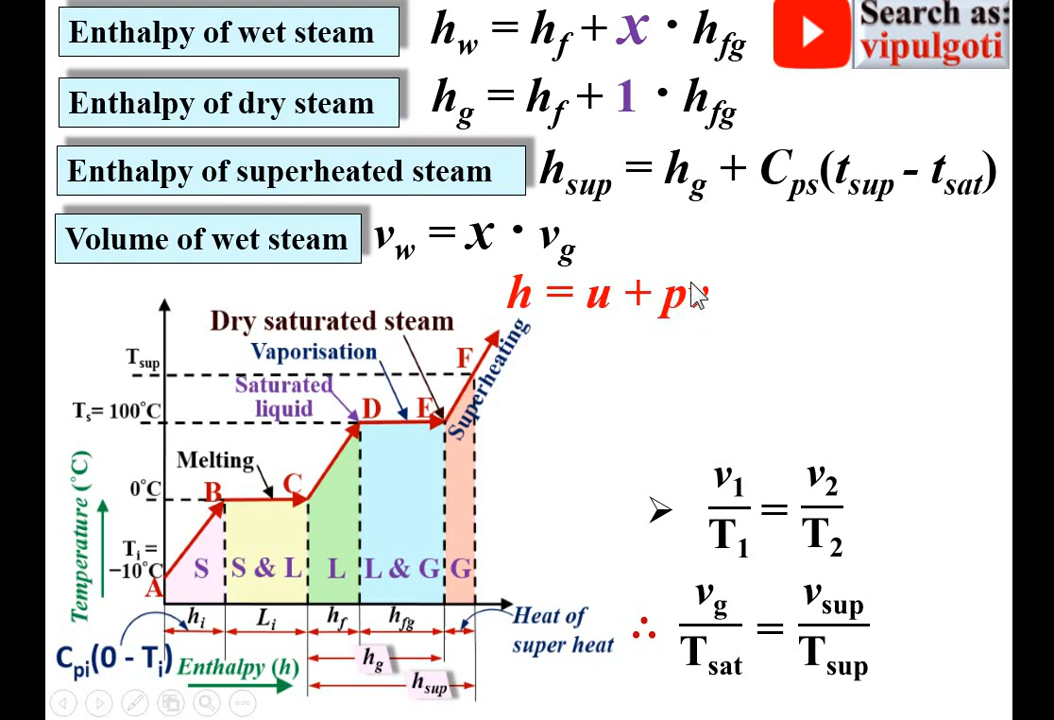 Enthalpy of wet steam h_w = h_f + x · h_fg
Search as:
vipulgoti
Enthalpy of dry steam h_g = h_f + 1 · h_fg
Enthalpy of superheated steam h_sup = h_g + C_ps(t_sup - t_sat)
Volume of wet steam v_w = x · v_g
h = u + p
Dry saturated steam
Vaporisation
Superheating
T_sup
F
Saturated
liquid
T_s= 100°C
D
E
Melting
0°C
B
C
T_i =
−10°C
A
S
S & L
L
L & G
G
Temperature (°C)
h_i
L_i
h_f
h_fg
Heat of
super heat
h_g
h_sup
C_pi(0 - T_i)
Enthalpy (h)
➢ v_1/T_1 = v_2/T_2
∴ v_g/T_sat = v_sup/T_sup